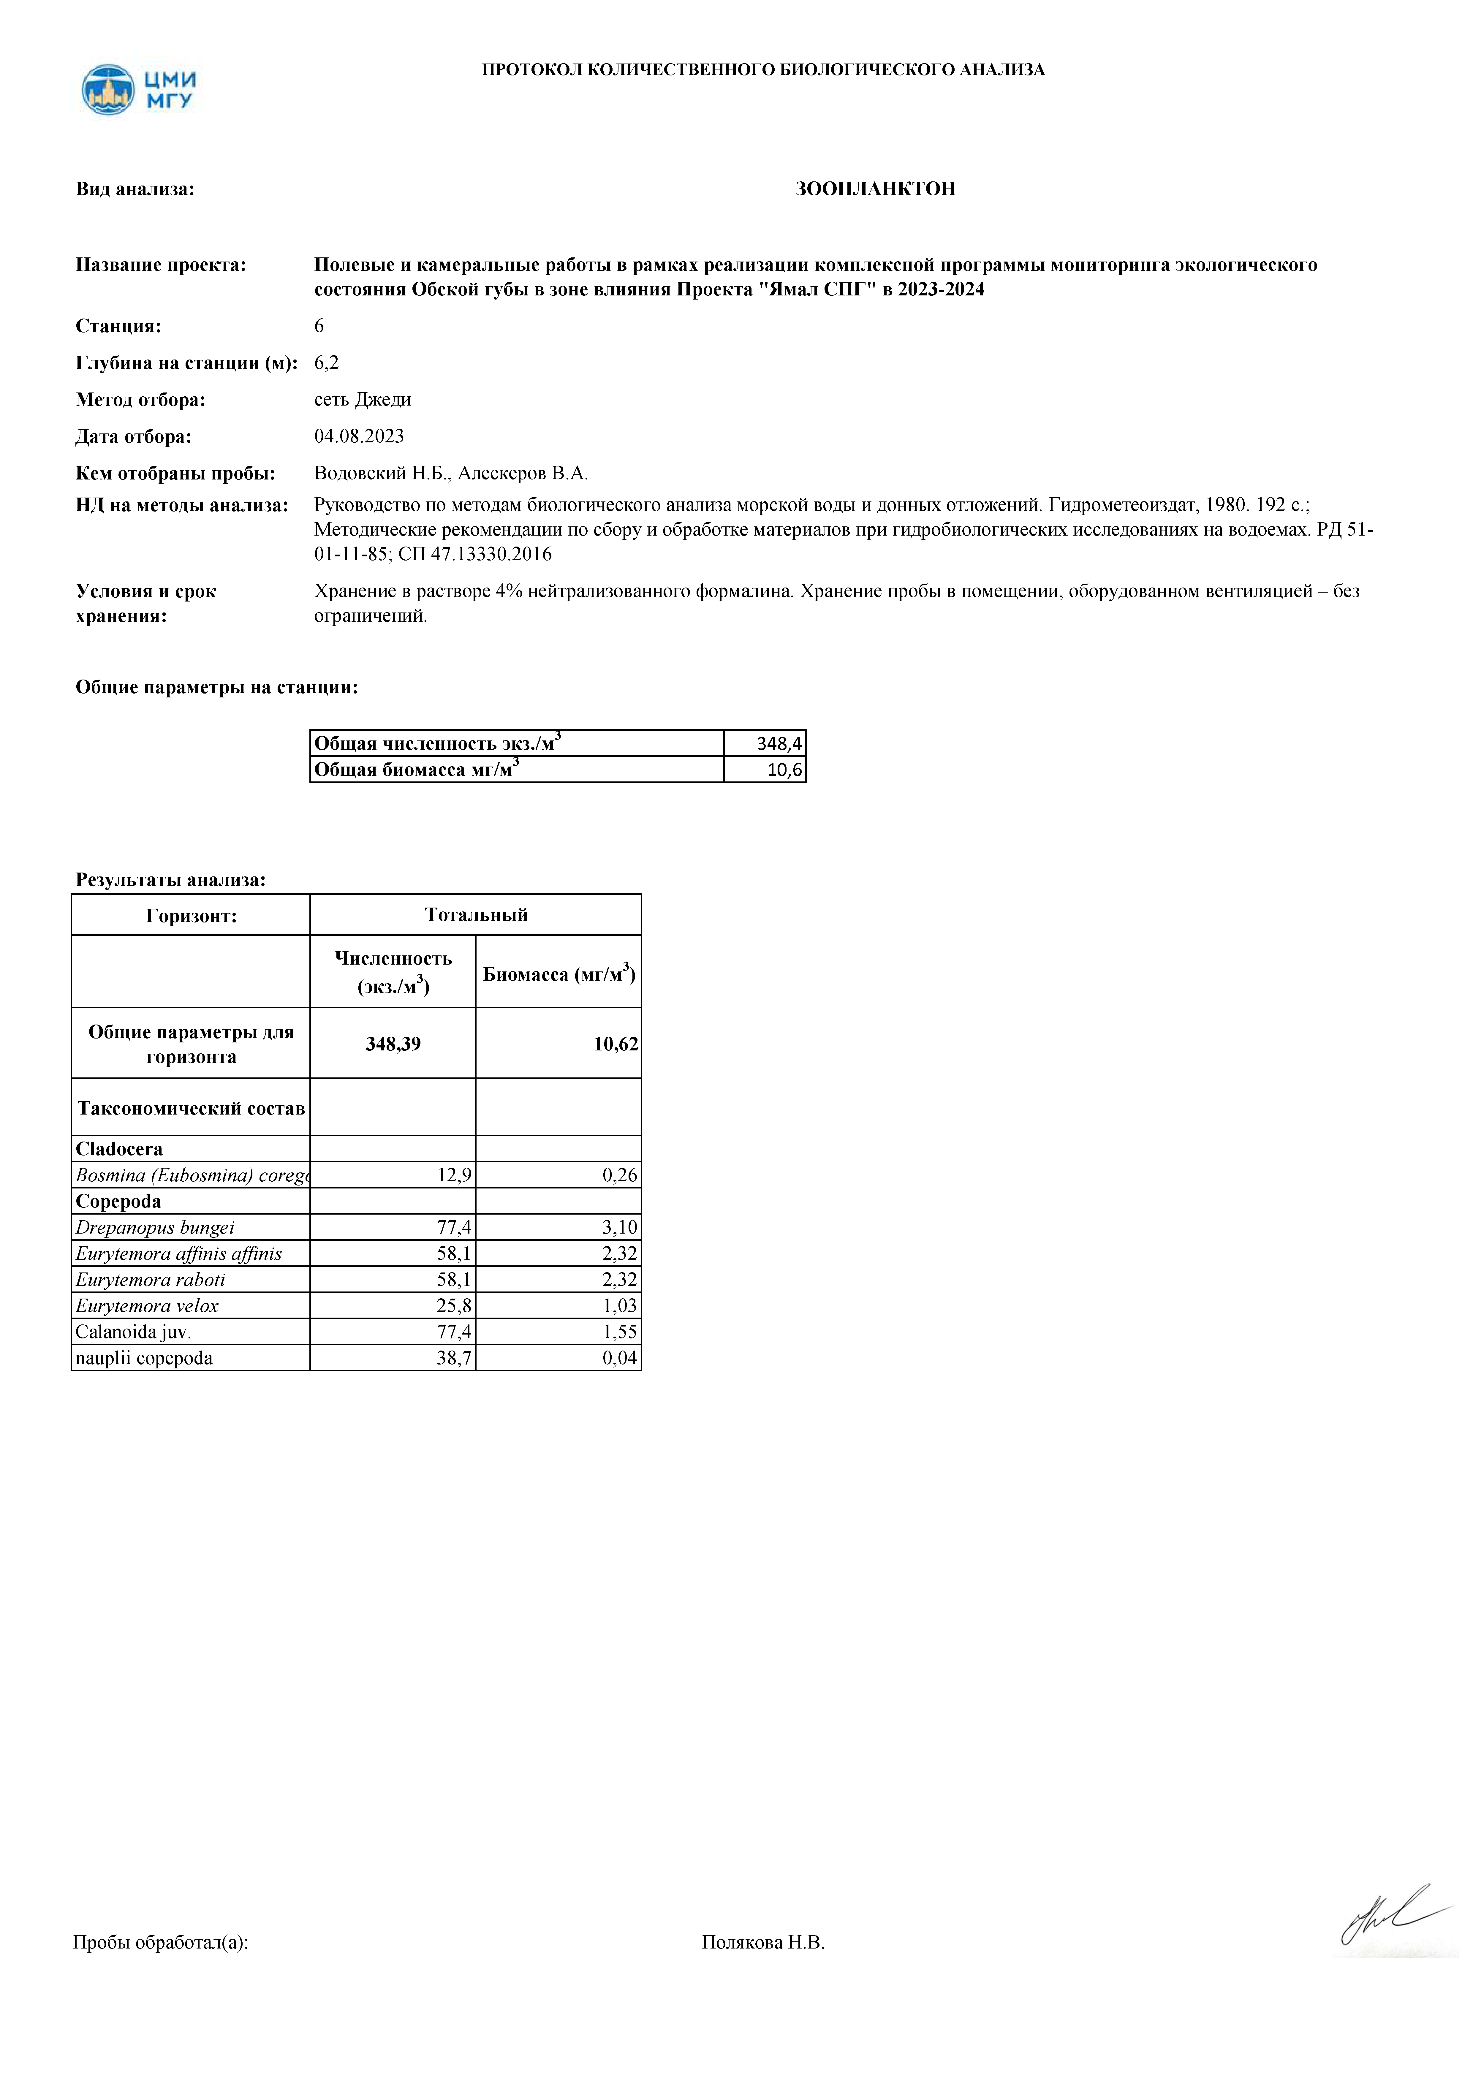 ЦМИ
МГУ
ПРОТОКОЛ КОЛИЧЕСТВЕННОГО БИОЛОГИЧЕСКОГО АНАЛИЗА
Вид анализа: ЗООПЛАНКТОН
Название проекта: Полевые и камеральные работы в рамках реализации комплексной программы мониторинга экологического
состояния Обской губы в зоне влияния Проекта "Ямал СПГ" в 2023-2024
Станция: 6
Глубина на станции (м): 6,2
Метод отбора: сеть Джеди
Дата отбора: 04.08.2023
Кем отобраны пробы: Водовский Н.Б., Алескеров В.А.
НД на методы анализа: Руководство по методам биологического анализа морской воды и донных отложений. Гидрометеоиздат, 1980. 192 с.;
Методические рекомендации по сбору и обработке материалов при гидробиологических исследованиях на водоемах. РД 51-
01-11-85; СП 47.13330.2016
Условия и срок хранения: Хранение в растворе 4% нейтрализованного формалина. Хранение пробы в помещении, оборудованном вентиляцией – без
ограничений.
Общие параметры на станции:
Общая численность экз./м³ 348,4
Общая биомасса мг/м³ 10,6
Результаты анализа:
Горизонт: Тотальный
Численность (экз./м³) Биомасса (мг/м³)
Общие параметры для горизонта 348,39 10,62
Таксономический состав
Cladocera
Bosmina (Eubosmina) corego 12,9 0,26
Copepoda
Drepanopus bungei 77,4 3,10
Eurytemora affinis affinis 58,1 2,32
Eurytemora raboti 58,1 2,32
Eurytemora velox 25,8 1,03
Calanoida juv. 77,4 1,55
nauplii copepoda 38,7 0,04
Пробы обработал(а): Полякова Н.В.